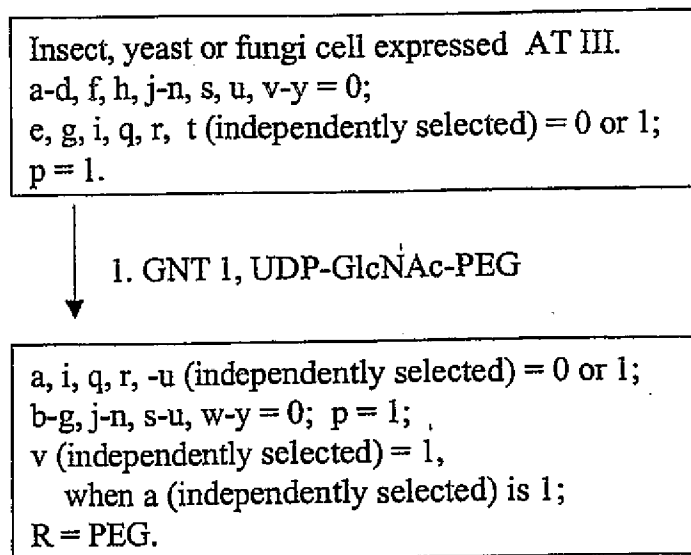 Insect, yeast or fungi cell expressed AT III.
a-d, f, h, j-n, s, u, v-y = 0;
e, g, i, q, r, t (independently selected) = 0 or 1;
p = 1.
1. GNT 1, UDP-GlcNAc-PEG
a, i, q, r, -u (independently selected) = 0 or 1;
b-g, j-n, s-u, w-y = 0; p = 1;
v (independently selected) = 1,
when a (independently selected) is 1;
R = PEG.